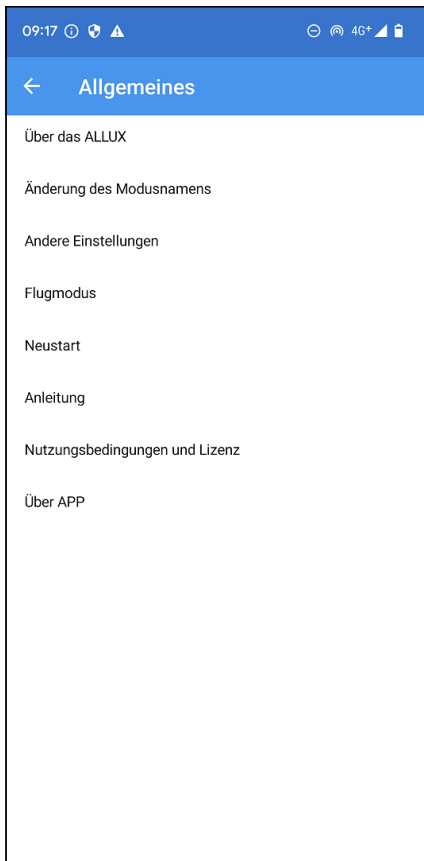 09:17 4G+
Allgemeines
Über das ALLUX
Änderung des Modusnamens
Andere Einstellungen
Flugmodus
Neustart
Anleitung
Nutzungsbedingungen und Lizenz
Über APP